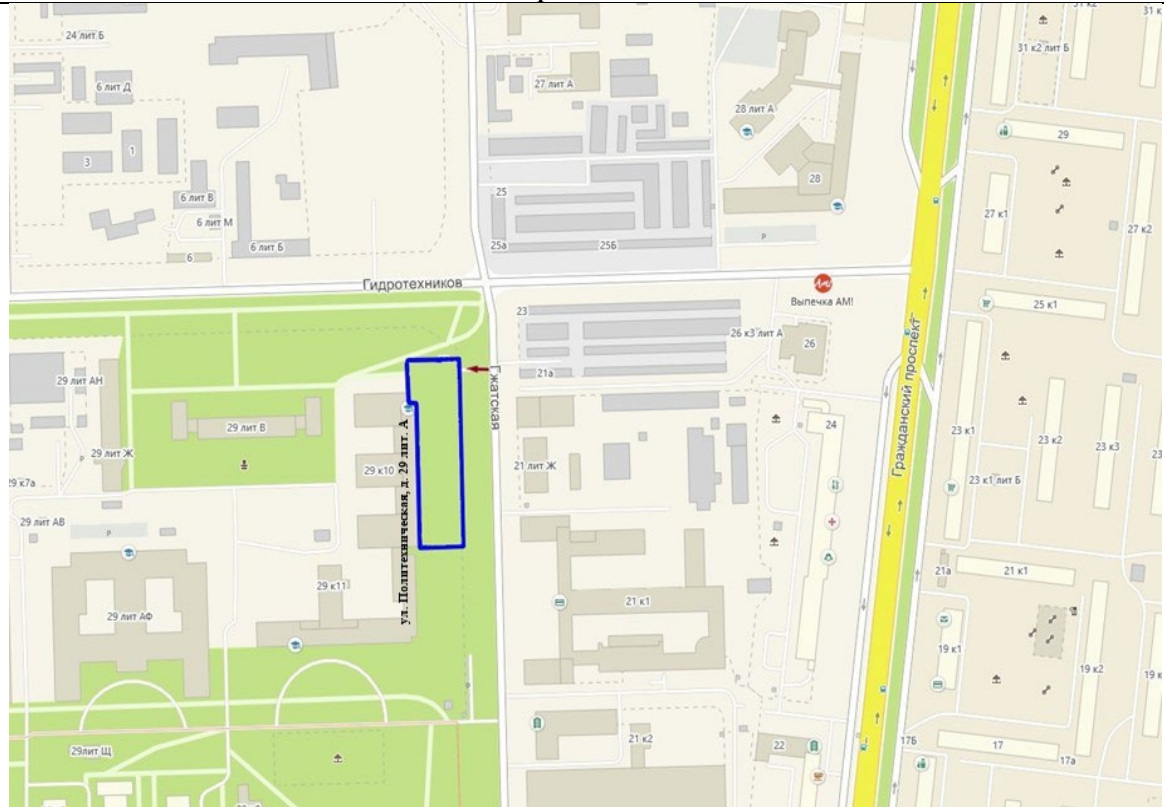 24 лит Б
6 лит Д
3
1
6 лит В
6 лит М
6
6 лит Б
27 лит А
25
25а
25Б
28 лит А
28
Р
31 к2
31 к2 лит Б
29
27 к1
27 к2
25 к1
Гидротехников
Выпечка АМ!
23
26 к3 лит А
26
21а
Гжатская
Гражданский проспект
29 лит АН
29 лит В
29 лит Ж
29 к7а
29 к10
ул. Политехническая, д. 29 лит. А
29 лит АВ
Р
29 лит АФ
29 к11
21 лит Ж
24
23 к1
23 к2
23 к3
23 к1 лит Б
21а
21 к1
21 к1
19 к1
19 к2
29лит Щ
21 к2
22
17Б
17
17а